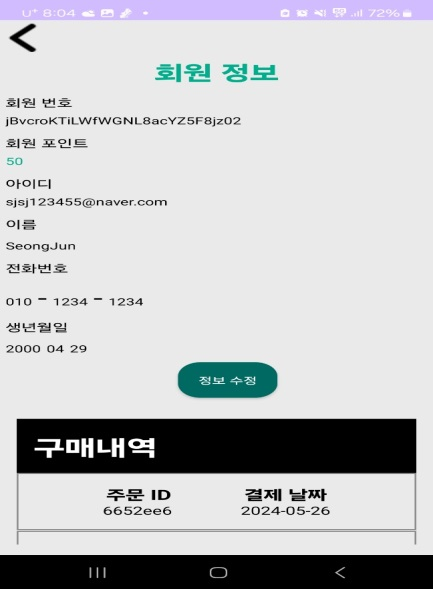 U⁺ 8:04 72%
회원 정보
회원 번호
jBvcroKTiLWfWGNL8acYZ5F8jz02
회원 포인트
50
아이디
sjsj123455@naver.com
이름
SeongJun
전화번호
010 - 1234 - 1234
생년월일
2000 04 29
정보 수정
구매내역
주문 ID 결제 날짜
6652ee6 2024-05-26